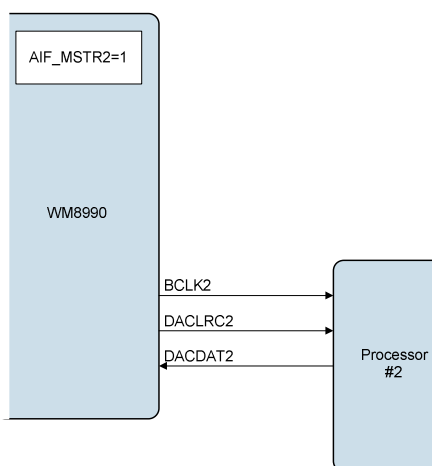 AIF_MSTR2=1
WM8990
BCLK2
DACLRC2
DACDAT2
Processor
#2